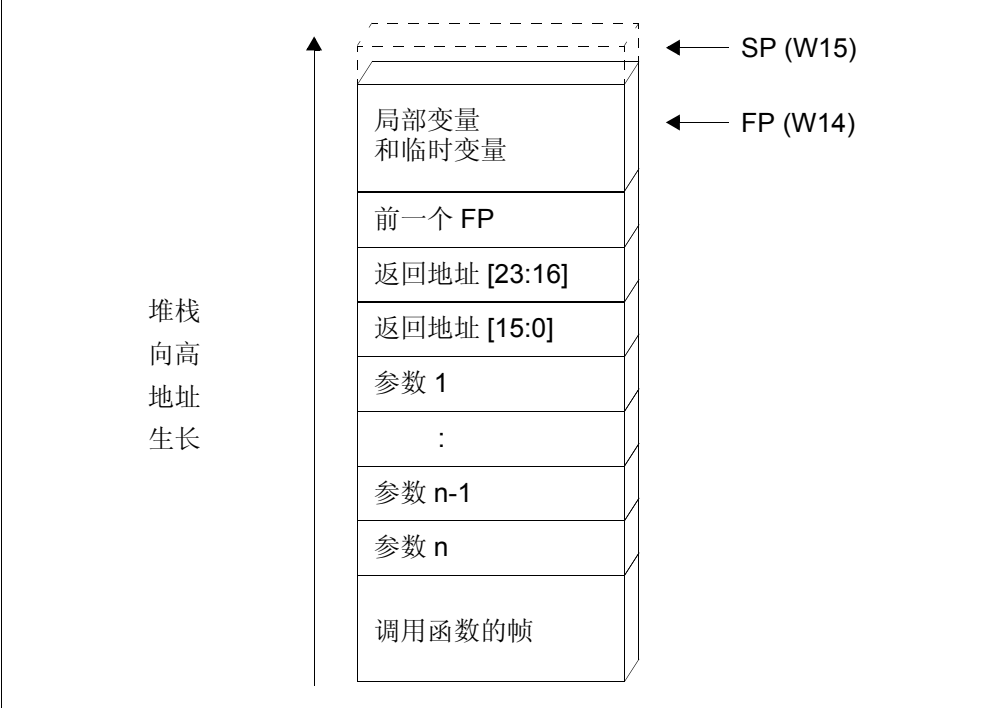 SP (W15)
局部变量
和临时变量
FP (W14)
前一个 FP
返回地址 [23:16]
返回地址 [15:0]
参数 1
:
参数 n-1
参数 n
调用函数的帧
堆栈
向高
地址
生长